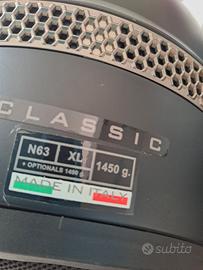 CLASSIC
N63 XL 1450 g.
+ OPTIONALS 1490 g.
MADE IN ITALY
subito